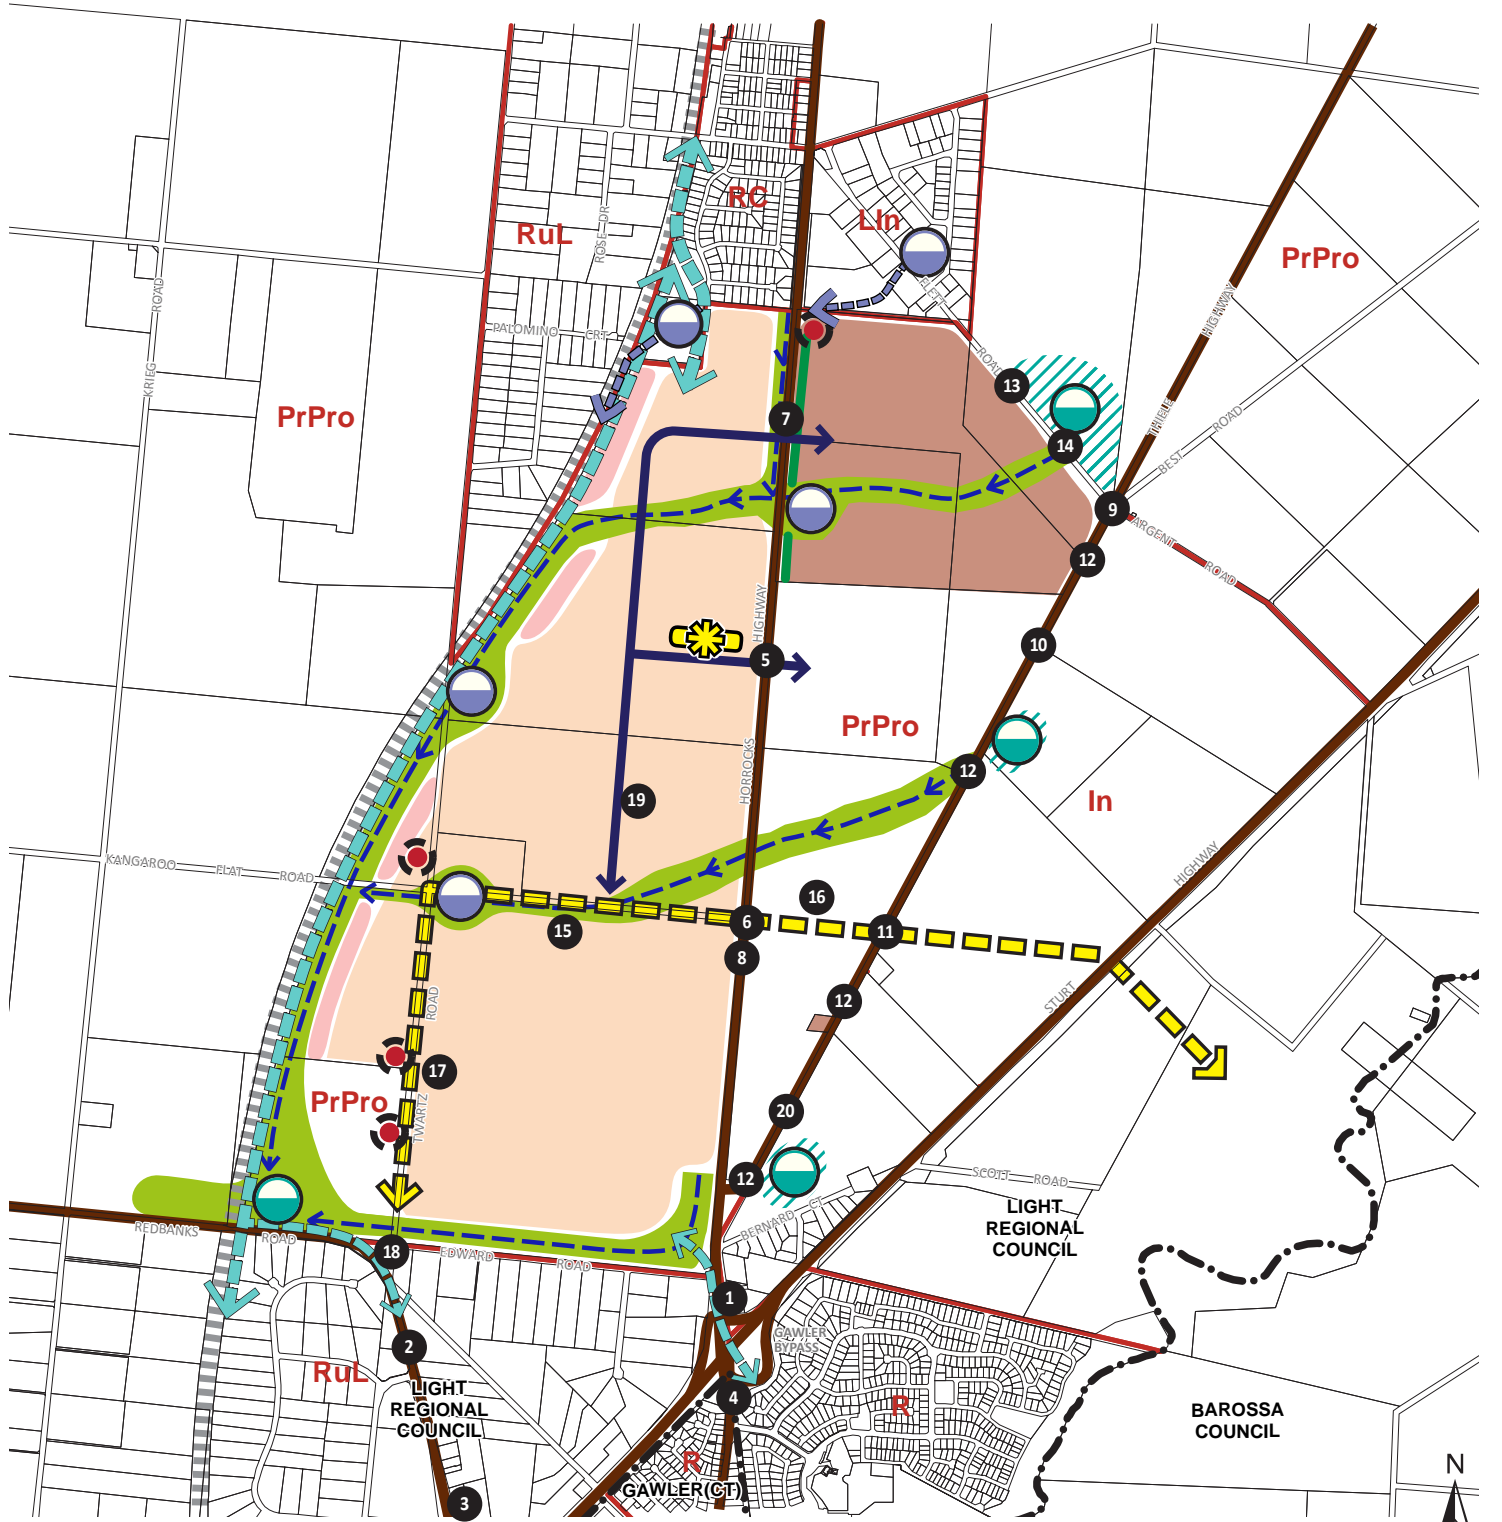 RC
LIn
RuL
ROSE DR
PrPro
FLETT
ROAD
PALOMINO CRT
KRIEG ROAD
PrPro
THIELE HIGHWAY
13
7
14
BEST ROAD
9
ARGENT ROAD
12
10
HIGHWAY
5
PrPro
12
HORROCKS
In
19
KANGAROO FLAT ROAD
HIGHWAY
16
6
11
15
8
STURT
12
ROAD
17
PrPro
TWARTZ
20
12
SCOTT ROAD
BERNARD CT
LIGHT
REGIONAL
COUNCIL
REDBANKS
ROAD
18
EDWARD ROAD
1
GAWLER
BYPASS
2
RuL
LIGHT
REGIONAL
COUNCIL
4
R
BAROSSA
COUNCIL
R
GAWLER(CT)
3
N